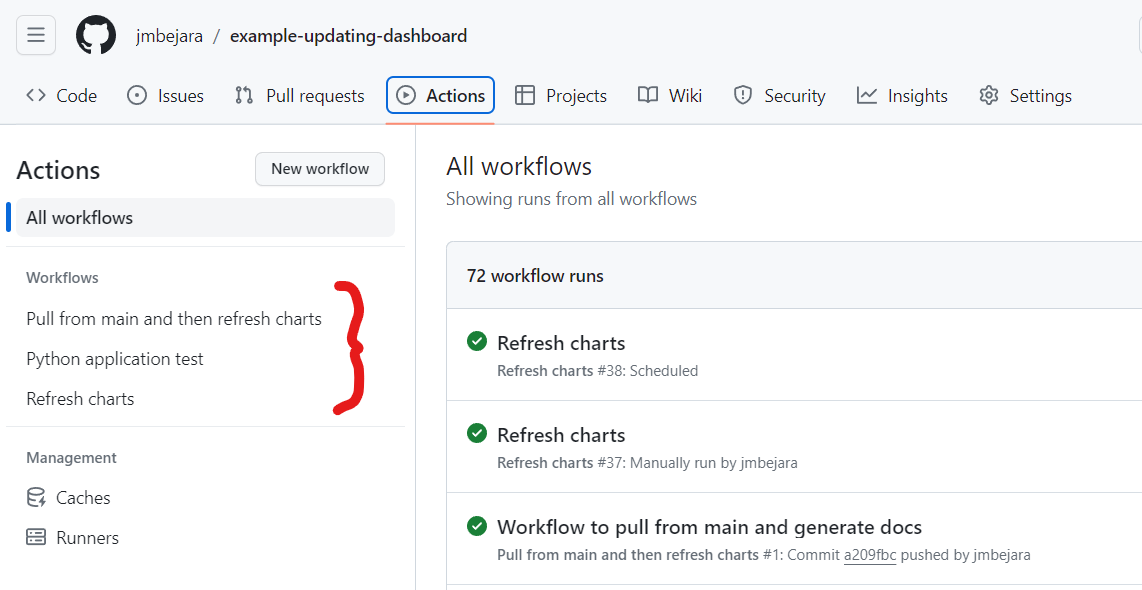 jmbejara / example-updating-dashboard
Code Issues Pull requests Actions Projects Wiki Security Insights Settings
Actions
New workflow
All workflows
Workflows
Pull from main and then refresh charts
Python application test
Refresh charts
Management
Caches
Runners
All workflows
Showing runs from all workflows
72 workflow runs
Refresh charts
Refresh charts #38: Scheduled
Refresh charts
Refresh charts #37: Manually run by jmbejara
Workflow to pull from main and generate docs
Pull from main and then refresh charts #1: Commit a209fbc pushed by jmbejara